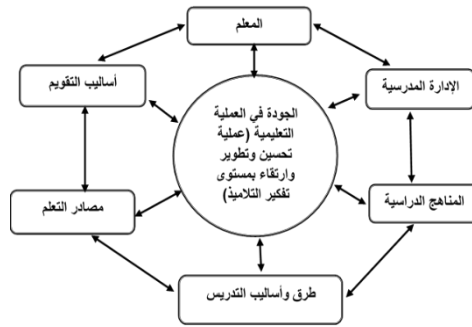 المعلم
الإدارة المدرسية
أساليب التقويم
الجودة في العملية
التعليمية (عملية
تحسين وتطوير
وارتقاء بمستوى
تفكير التلاميذ)
المناهج الدراسية
مصادر التعلم
طرق وأساليب التدريس